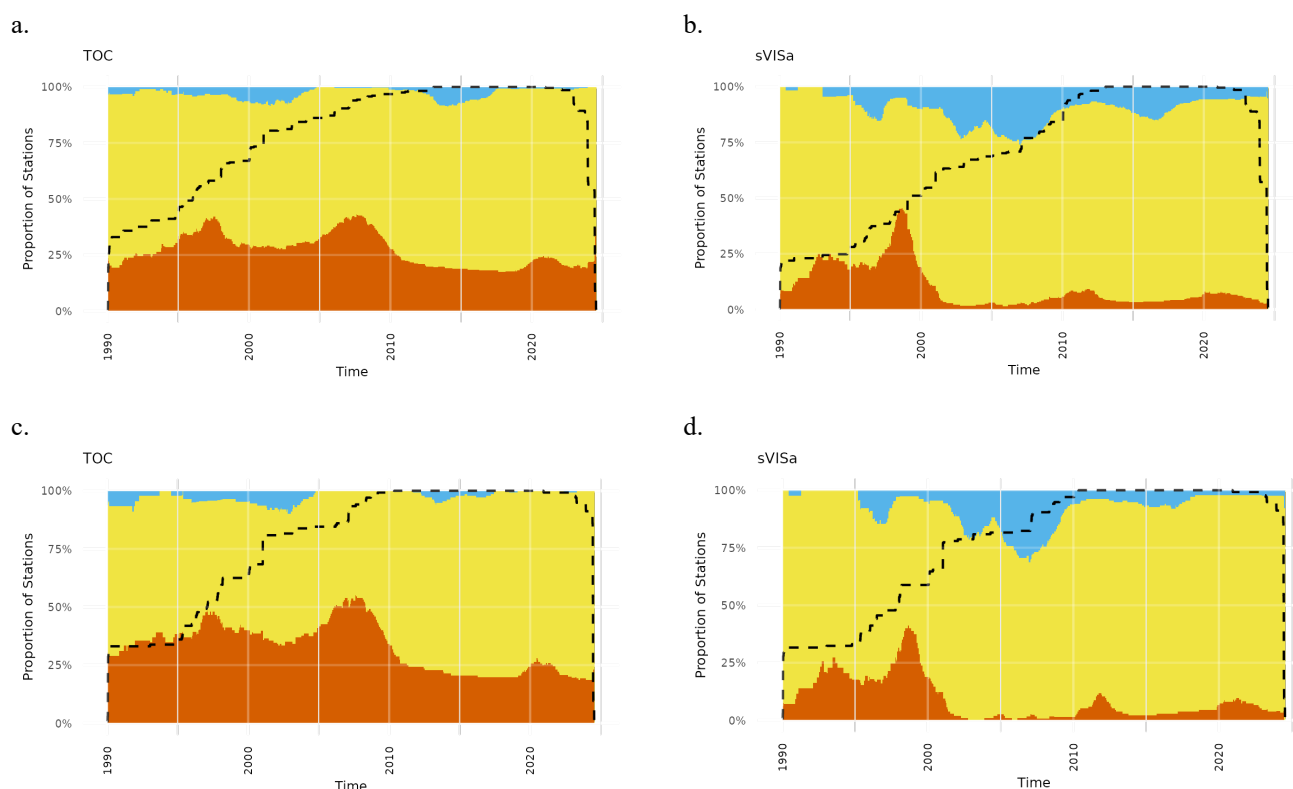 a.
TOC
Proportion of Stations
100%
75%
50%
25%
0%
1990
2000
2010
2020
Time
b.
sVISa
Proportion of Stations
100%
75%
50%
25%
0%
1990
2000
2010
2020
Time
c.
TOC
Proportion of Stations
100%
75%
50%
25%
0%
1990
2000
2010
2020
Time
d.
sVISa
Proportion of Stations
100%
75%
50%
25%
0%
1990
2000
2010
2020
Time